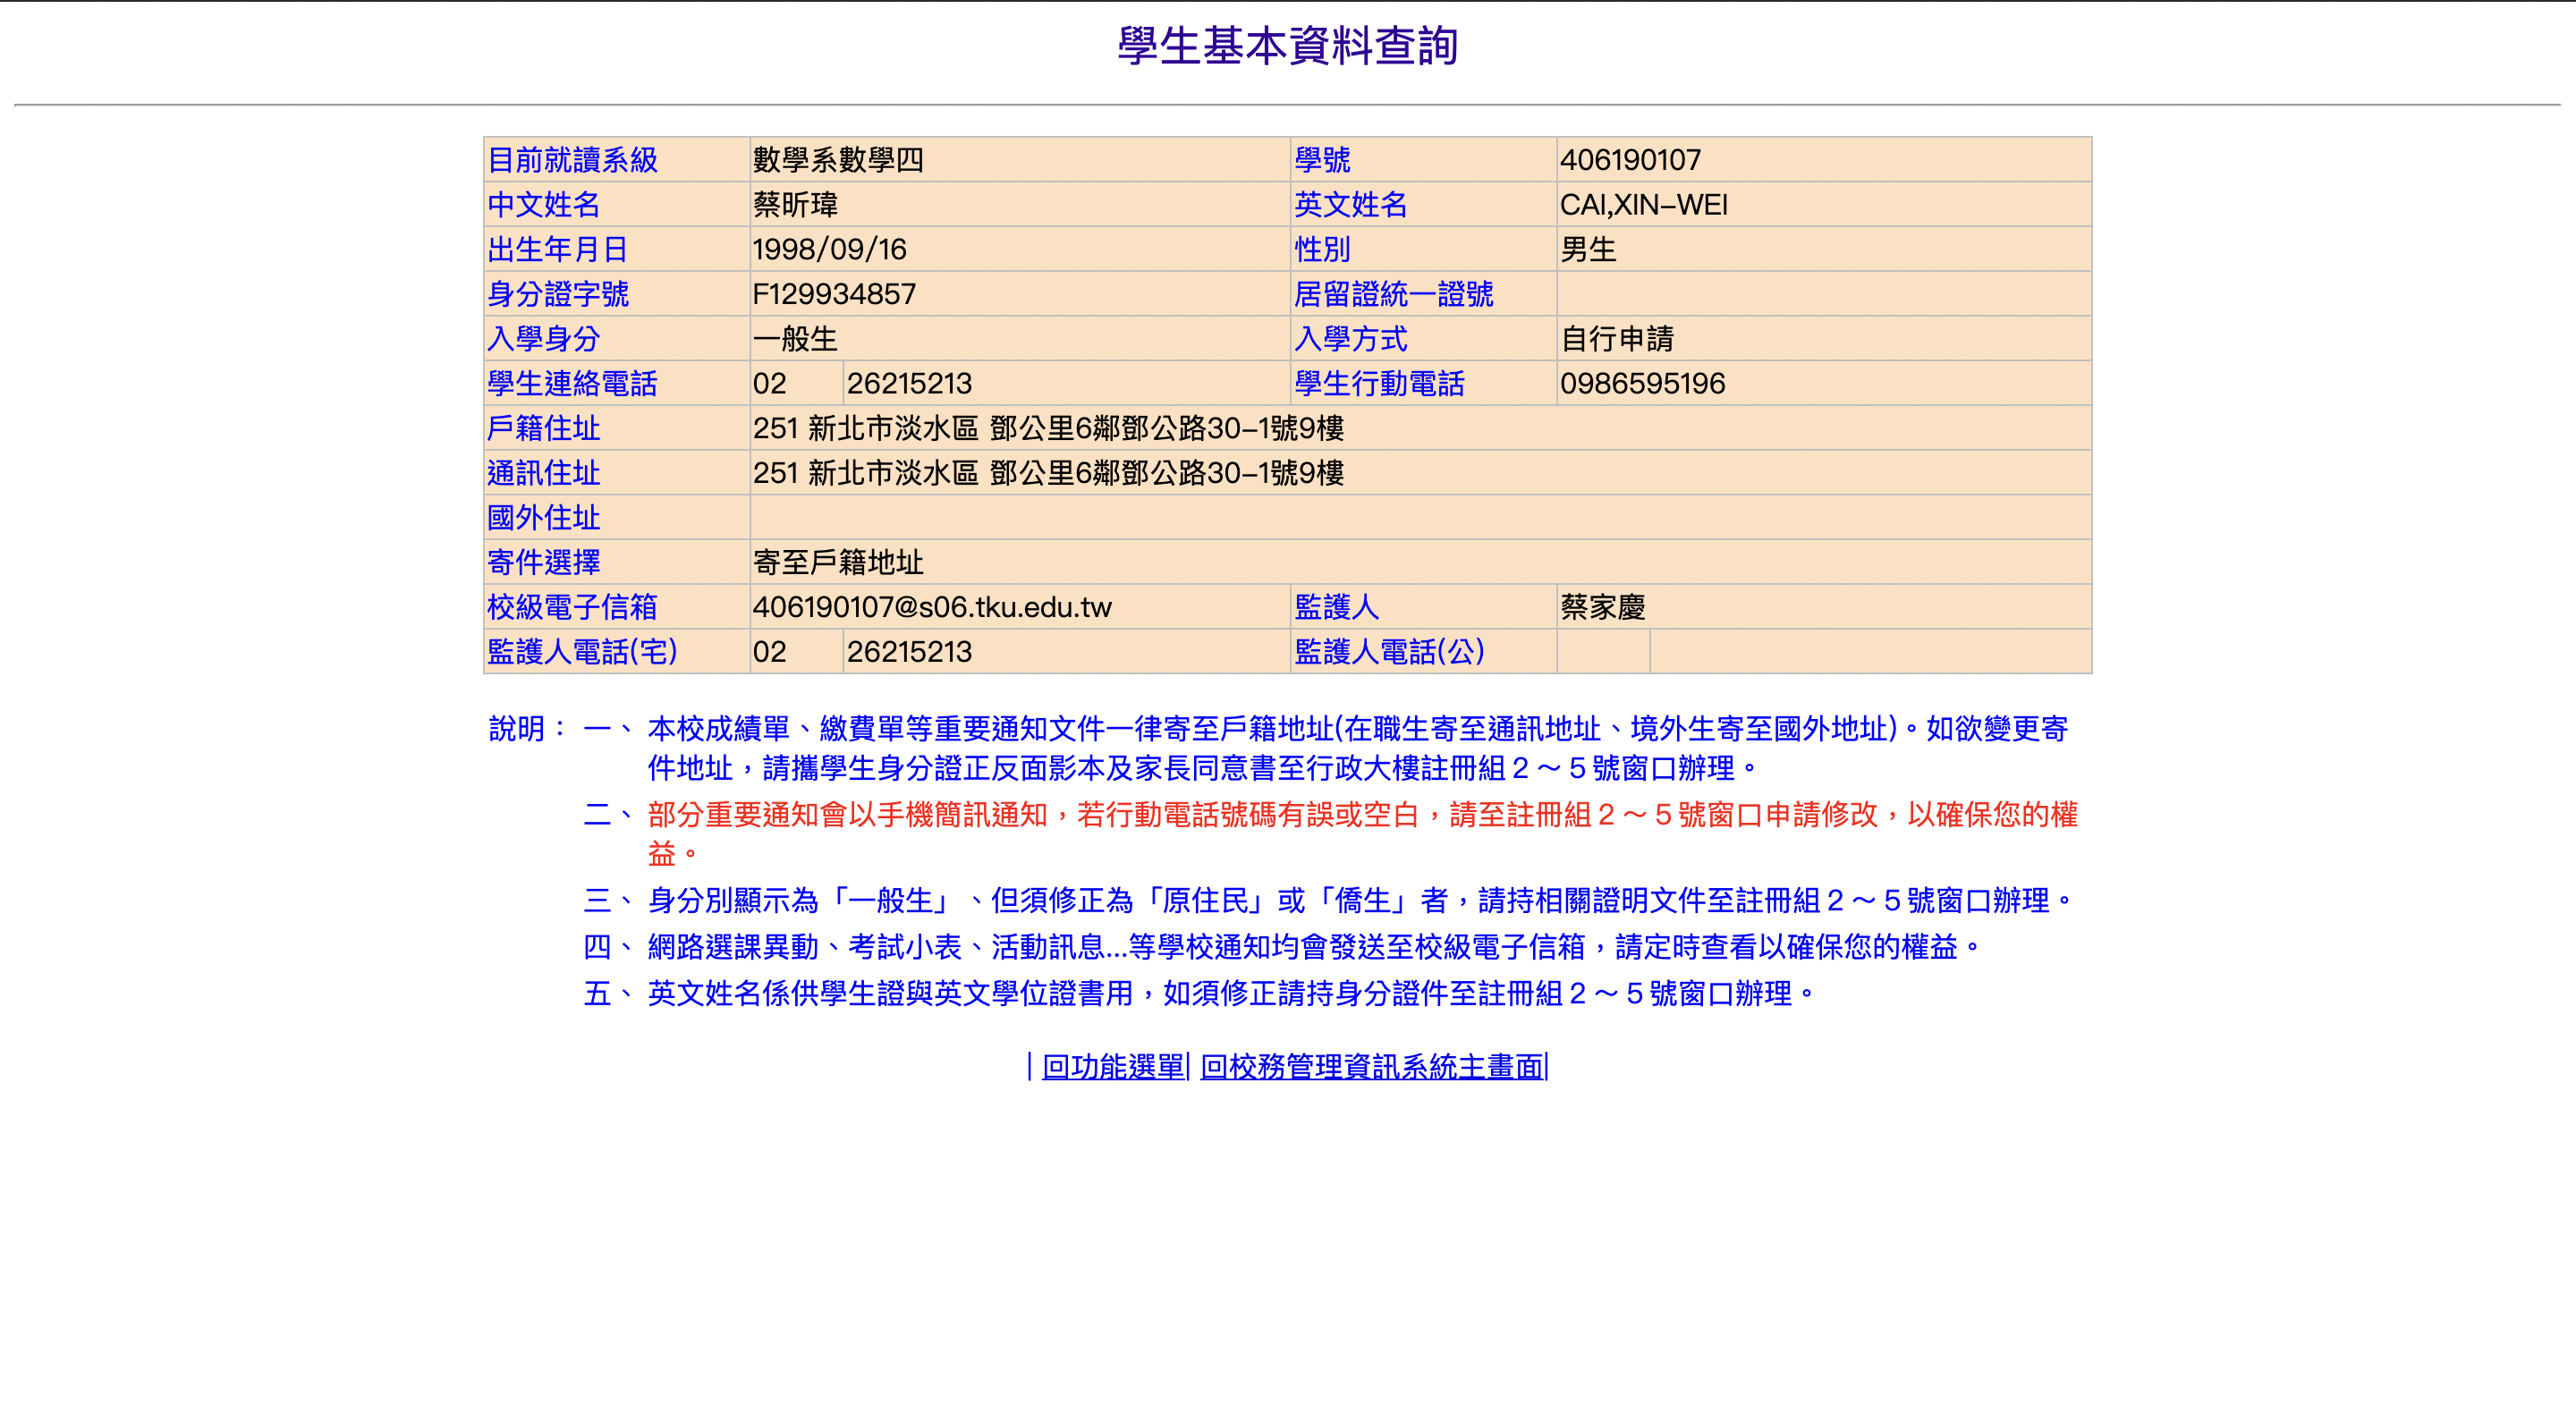 學生基本資料查詢
目前就讀系級 數學系數學四 學號 406190107
中文姓名 蔡昕瑋 英文姓名 CAI,XIN-WEI
出生年月日 1998/09/16 性別 男生
身分證字號 F129934857 居留證統一證號
入學身分 一般生 入學方式 自行申請
學生連絡電話 02 26215213 學生行動電話 0986595196
戶籍住址 251 新北市淡水區 鄧公里6鄰鄧公路30-1號9樓
通訊住址 251 新北市淡水區 鄧公里6鄰鄧公路30-1號9樓
國外住址
寄件選擇 寄至戶籍地址
校級電子信箱 406190107@s06.tku.edu.tw 監護人 蔡家慶
監護人電話(宅) 02 26215213 監護人電話(公)
說明： 一、 本校成績單、繳費單等重要通知文件一律寄至戶籍地址(在職生寄至通訊地址、境外生寄至國外地址)。如欲變更寄
件地址，請攜學生身分證正反面影本及家長同意書至行政大樓註冊組２～５號窗口辦理。
二、 部分重要通知會以手機簡訊通知，若行動電話號碼有誤或空白，請至註冊組２～５號窗口申請修改，以確保您的權
益。
三、 身分別顯示為「一般生」、但須修正為「原住民」或「僑生」者，請持相關證明文件至註冊組２～５號窗口辦理。
四、 網路選課異動、考試小表、活動訊息...等學校通知均會發送至校級電子信箱，請定時查看以確保您的權益。
五、 英文姓名係供學生證與英文學位證書用，如須修正請持身分證件至註冊組２～５號窗口辦理。
| 回功能選單| 回校務管理資訊系統主畫面|